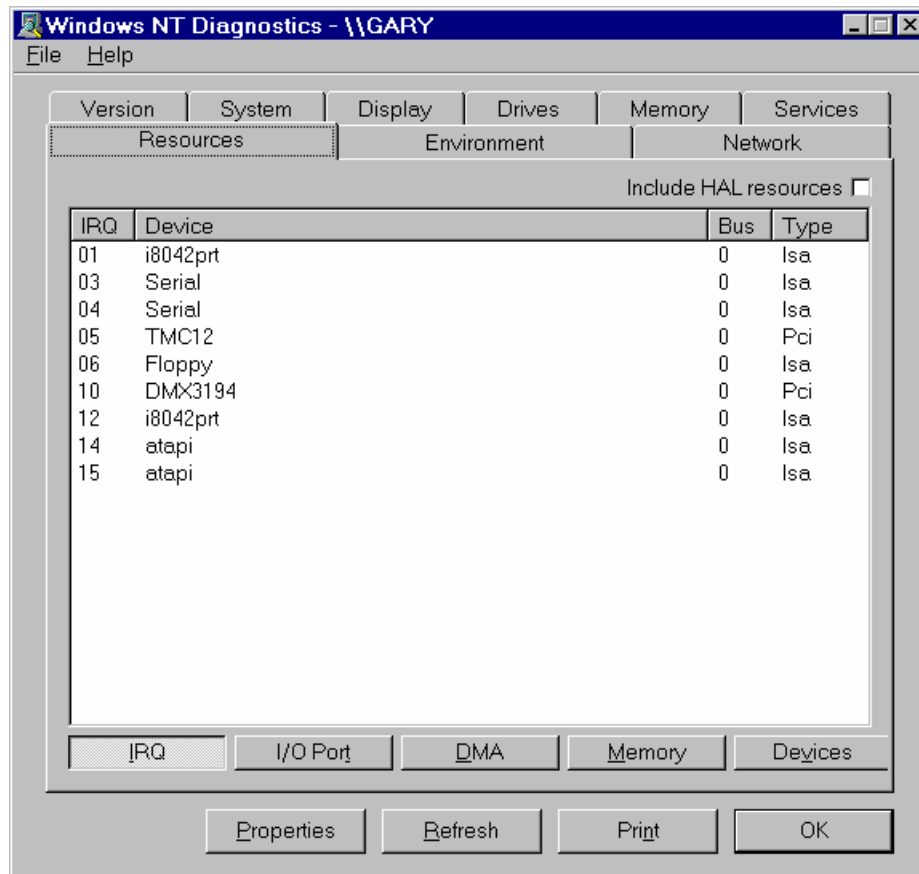 Windows NT Diagnostics - \\GARY
File Help
Version System Display Drives Memory Services
Resources Environment Network
Include HAL resources
IRQ Device Bus Type
01 i8042prt 0 Isa
03 Serial 0 Isa
04 Serial 0 Isa
05 TMC12 0 Pci
06 Floppy 0 Isa
10 DMX3194 0 Pci
12 i8042prt 0 Isa
14 atapi 0 Isa
15 atapi 0 Isa
IRQ I/O Port DMA Memory Devices
Properties Refresh Print OK